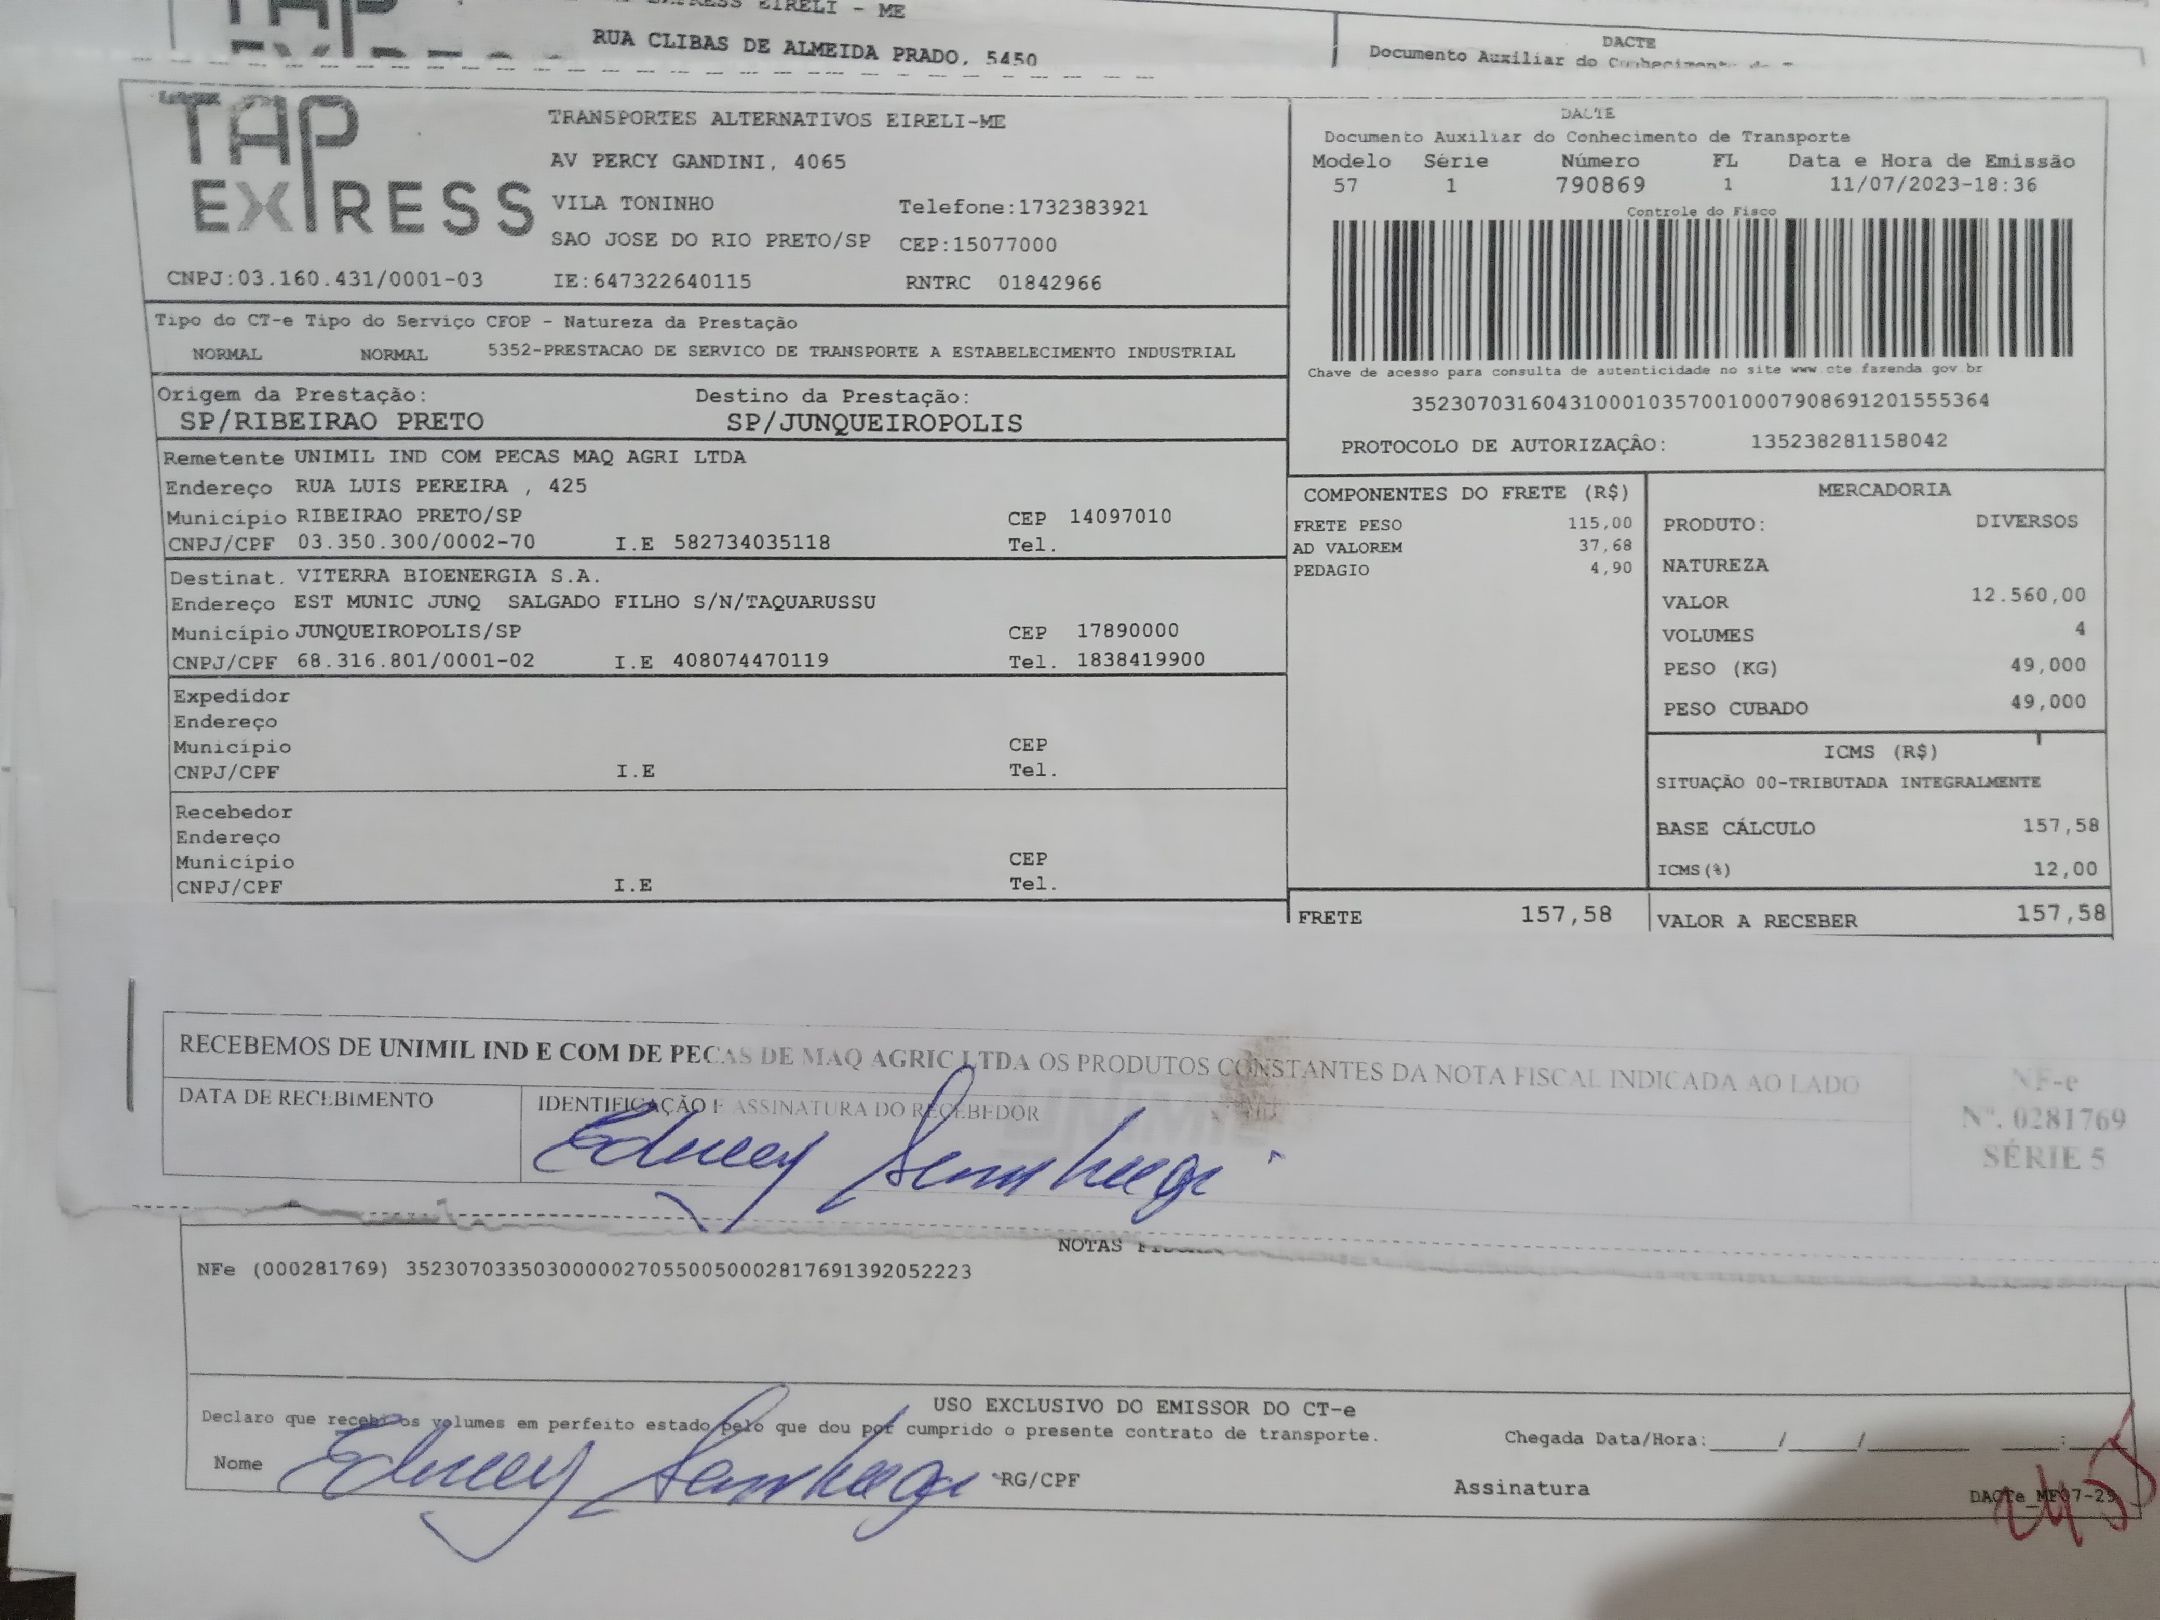 EXPRESS EIRELI - ME
RUA CLIBAS DE ALMEIDA PRADO, 5450
DACTE
Documento Auxiliar do Conhecimento de
TAP EXPRESS
TRANSPORTES ALTERNATIVOS EIRELI-ME
AV PERCY GANDINI, 4065
VILA TONINHO Telefone:1732383921
SAO JOSE DO RIO PRETO/SP CEP:15077000
CNPJ:03.160.431/0001-03 IE:647322640115 RNTRC 01842966
DACTE
Documento Auxiliar do Conhecimento de Transporte
Modelo Série Número FL Data e Hora de Emissão
57 1 790869 1 11/07/2023-18:36
Controle do Fisco
Chave de acesso para consulta de autenticidade no site www.cte.fazenda.gov.br
35230703160431000103570010007908691201555364
PROTOCOLO DE AUTORIZAÇÃO: 135238281158042
Tipo do CT-e Tipo do Serviço CFOP - Natureza da Prestação
NORMAL NORMAL 5352-PRESTACAO DE SERVICO DE TRANSPORTE A ESTABELECIMENTO INDUSTRIAL
Origem da Prestação: Destino da Prestação:
SP/RIBEIRAO PRETO SP/JUNQUEIROPOLIS
Remetente UNIMIL IND COM PECAS MAQ AGRI LTDA
Endereço RUA LUIS PEREIRA , 425
Município RIBEIRAO PRETO/SP CEP 14097010
CNPJ/CPF 03.350.300/0002-70 I.E 582734035118 Tel.
Destinat. VITERRA BIOENERGIA S.A.
Endereço EST MUNIC JUNQ SALGADO FILHO S/N/TAQUARUSSU
Município JUNQUEIROPOLIS/SP CEP 17890000
CNPJ/CPF 68.316.801/0001-02 I.E 408074470119 Tel. 1838419900
Expedidor
Endereço
Município CEP
CNPJ/CPF I.E Tel.
Recebedor
Endereço
Município CEP
CNPJ/CPF I.E Tel.
COMPONENTES DO FRETE (R$)
FRETE PESO 115,00
AD VALOREM 37,68
PEDAGIO 4,90
MERCADORIA
PRODUTO: DIVERSOS
NATUREZA
VALOR 12.560,00
VOLUMES 4
PESO (KG) 49,000
PESO CUBADO 49,000
ICMS (R$)
SITUAÇÃO 00-TRIBUTADA INTEGRALMENTE
BASE CÁLCULO 157,58
ICMS(%) 12,00
FRETE 157,58 VALOR A RECEBER 157,58
RECEBEMOS DE UNIMIL IND E COM DE PECAS DE MAQ AGRIC LTDA OS PRODUTOS CONSTANTES DA NOTA FISCAL INDICADA AO LADO
DATA DE RECEBIMENTO IDENTIFICAÇÃO E ASSINATURA DO RECEBEDOR
NF-e
Nº. 0281769
SÉRIE 5
NOTAS
NFe (000281769) 35230703350300000270550050002817691392052223
USO EXCLUSIVO DO EMISSOR DO CT-e
Declaro que recebi os volumes em perfeito estado pelo que dou por cumprido o presente contrato de transporte.
Chegada Data/Hora:_____/_____/_________ ____:____
Nome RG/CPF Assinatura